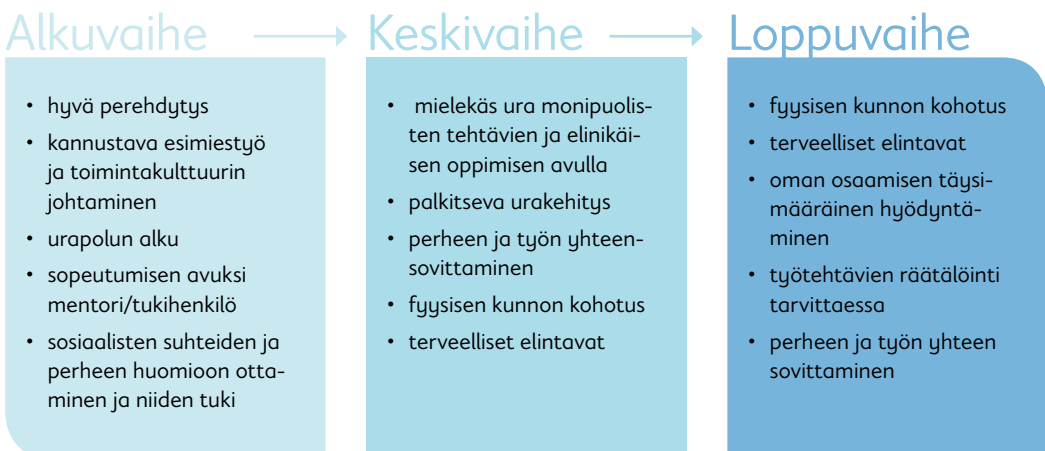 Alkuvaihe
• hyvä perehdytys
• kannustava esimiestyö
ja toimintakulttuurin
johtaminen
• urapolun alku
• sopeutumisen avuksi
mentori/tukihenkilö
• sosiaalisten suhteiden ja
perheen huomioon otta-
minen ja niiden tuki
Keskivaihe
• mielekäs ura monipuolis-
ten tehtävien ja elinikäi-
sen oppimisen avulla
• palkitseva urakehitys
• perheen ja työn yhteen-
sovittaminen
• fyysisen kunnon kohotus
• terveelliset elintavat
Loppuvaihe
• fyysisen kunnon kohotus
• terveelliset elintavat
• oman osaamisen täysi-
määräinen hyödyntä-
minen
• työtehtävien räätälöinti
tarvittaessa
• perheen ja työn yhteen
sovittaminen